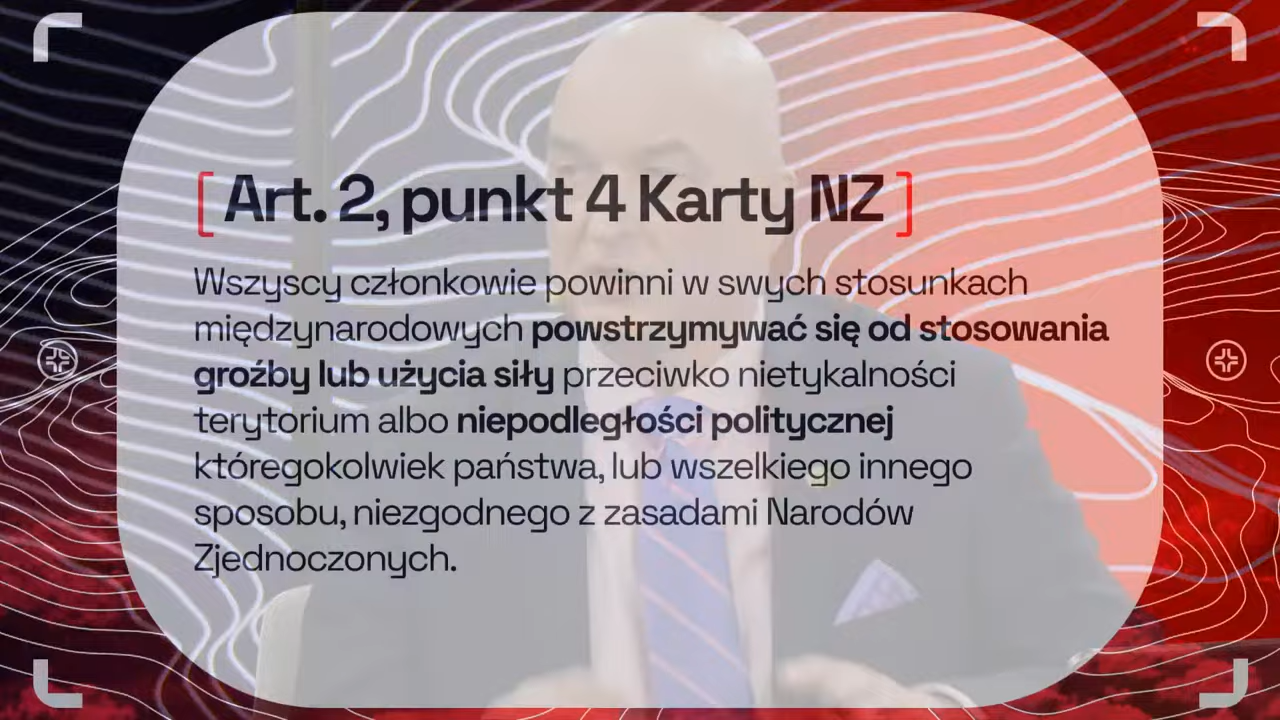 [ Art. 2, punkt 4 Karty NZ ]
Wszyscy członkowie powinni w swych stosunkach
międzynarodowych powstrzymywać się od stosowania
groźby lub użycia siły przeciwko nietykalności
terytorium albo niepodległości politycznej
któregokolwiek państwa, lub wszelkiego innego
sposobu, niezgodnego z zasadami Narodów
Zjednoczonych.